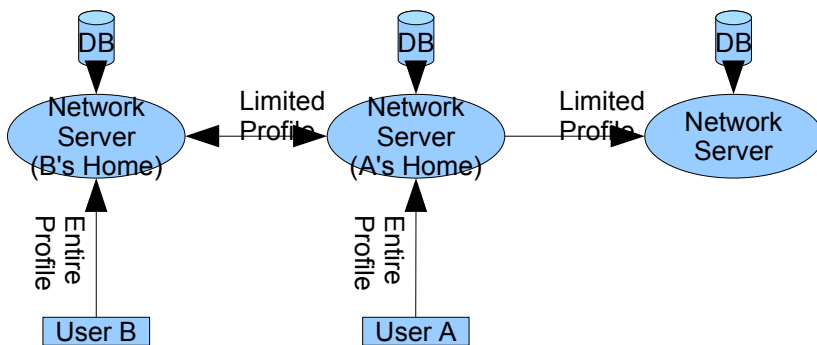 DB
DB
DB
Network
Server
(B's Home)
Limited
Profile
Network
Server
(A's Home)
Limited
Profile
Network
Server
Entire
Profile
Entire
Profile
User B
User A